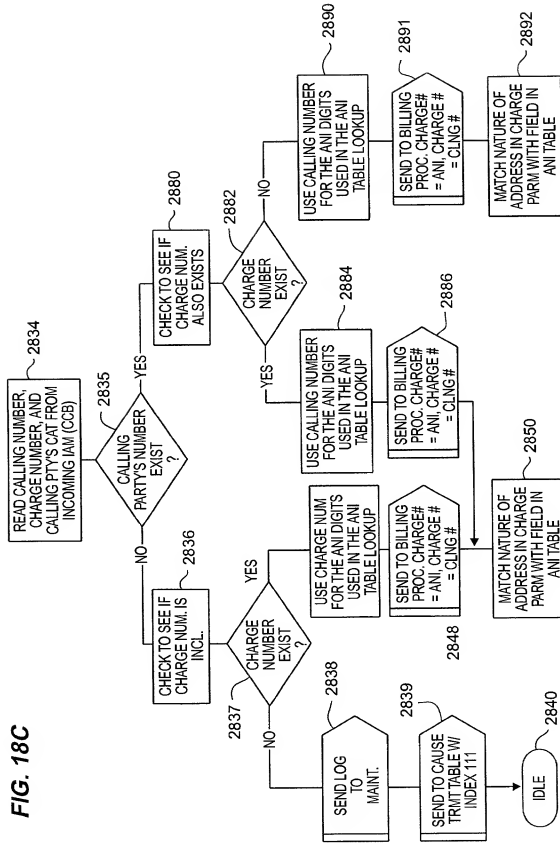 FIG. 18C
2834
READ CALLING NUMBER,
CHARGE NUMBER, AND
CALLING PTY'S CAT FROM
INCOMING IAM (CCB)
2835
CALLING
PARTY'S NUMBER
EXIST
?
NO
YES
2836
CHECK TO SEE IF
CHARGE NUM. IS
INCL.
2837
CHARGE
NUMBER
EXIST
?
NO
YES
2838
SEND LOG
TO
MAINT.
2839
SEND TO CAUSE
TRMT TABLE W/
INDEX 111
2840
IDLE
USE CHARGE NUM
FOR THE ANI DIGITS
USED IN THE ANI
TABLE LOOKUP
2848
SEND TO BILLING
PROC. CHARGE#
= ANI, CHARGE #
= CLNG #
2850
MATCH NATURE OF
ADDRESS IN CHARGE
PARM WITH FIELD IN
ANI TABLE
2880
CHECK TO SEE IF
CHARGE NUM.
ALSO EXISTS
2882
CHARGE
NUMBER
EXIST
?
YES
NO
2884
USE CALLING NUMBER
FOR THE ANI DIGITS
USED IN THE ANI
TABLE LOOKUP
2886
SEND TO BILLING
PROC. CHARGE#
= ANI, CHARGE #
= CLNG #
2890
USE CALLING NUMBER
FOR THE ANI DIGITS
USED IN THE ANI
TABLE LOOKUP
2891
SEND TO BILLING
PROC. CHARGE#
= ANI, CHARGE #
= CLNG #
2892
MATCH NATURE OF
ADDRESS IN CHARGE
PARM WITH FIELD IN
ANI TABLE